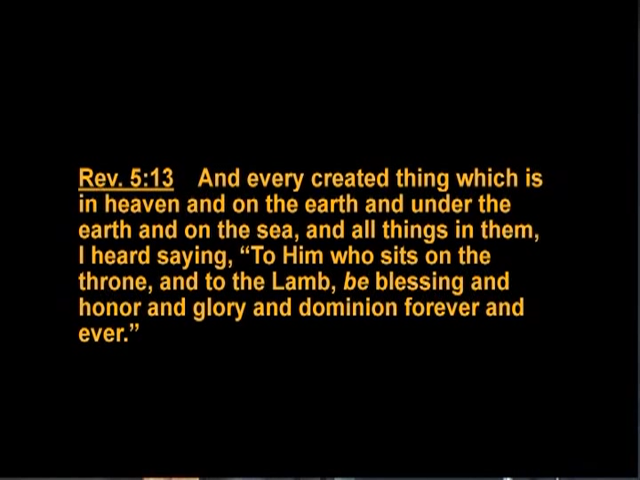 Rev. 5:13 And every created thing which is
in heaven and on the earth and under the
earth and on the sea, and all things in them,
I heard saying, “To Him who sits on the
throne, and to the Lamb, be blessing and
honor and glory and dominion forever and
ever.”